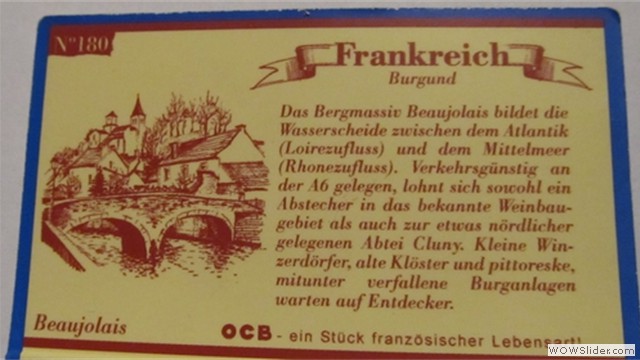 N° 180
Frankreich
Burgund
Das Bergmassiv Beaujolais bildet die
Wasserscheide zwischen dem Atlantik
(Loirezufluss) und dem Mittelmeer
(Rhonezufluss). Verkehrsgünstig an
der A6 gelegen, lohnt sich sowohl ein
Abstecher in das bekannte Weinbau-
gebiet als auch zur etwas nördlicher
gelegenen Abtei Cluny. Kleine Win-
zerdörfer, alte Klöster und pittoreske,
mitunter verfallene Burganlagen
warten auf Entdecker.
Beaujolais
OCB - ein Stück französischer Lebensart!
WOWSlider.com